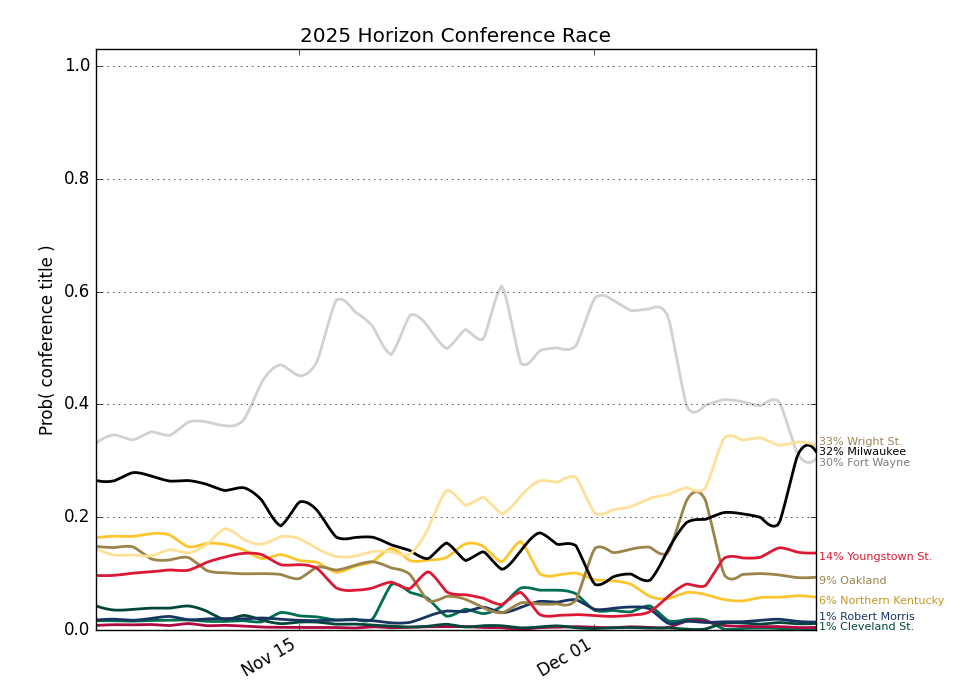 2025 Horizon Conference Race
1.0
0.8
0.6
0.4
0.2
0.0
Prob( conference title )
Nov 15
Dec 01
33% Wright St.
32% Milwaukee
30% Fort Wayne
14% Youngstown St.
9% Oakland
6% Northern Kentucky
1% Robert Morris
1% Cleveland St.